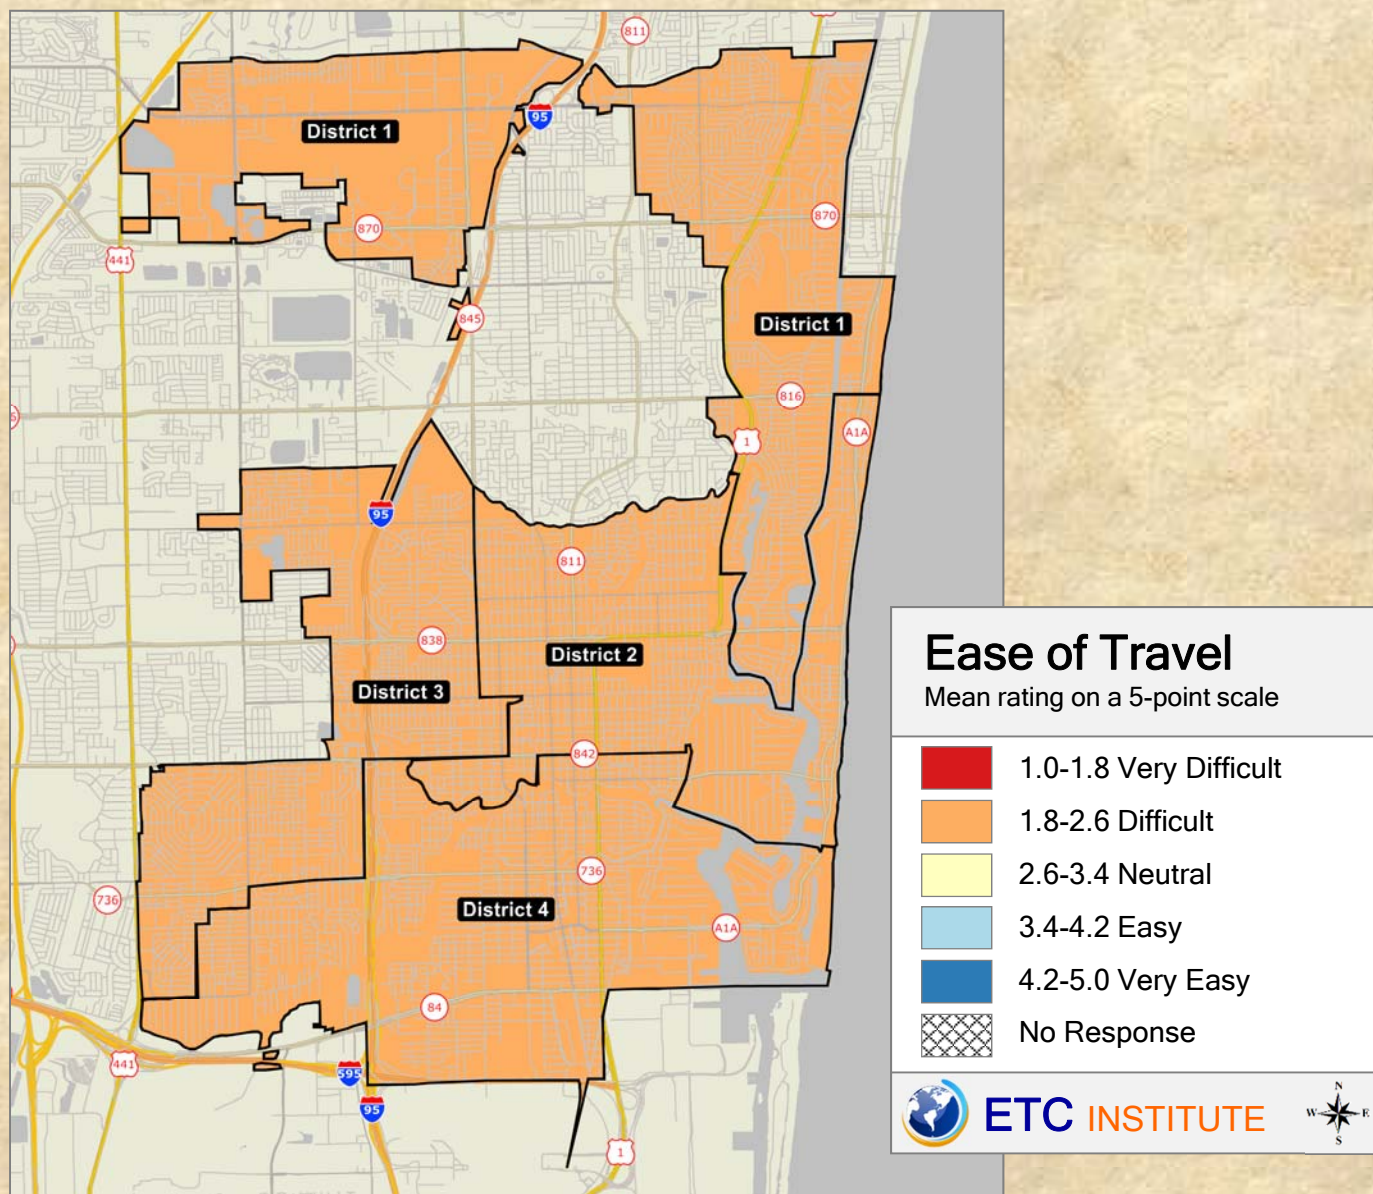 811
95
District 1
870
870
441
845
District 1
816
A1A
1
95
811
838
District 2
District 3
842
736
736
District 4
A1A
84
441
595
95
1
Ease of Travel
Mean rating on a 5-point scale
1.0-1.8 Very Difficult
1.8-2.6 Difficult
2.6-3.4 Neutral
3.4-4.2 Easy
4.2-5.0 Very Easy
No Response
ETC INSTITUTE
N
W E
S